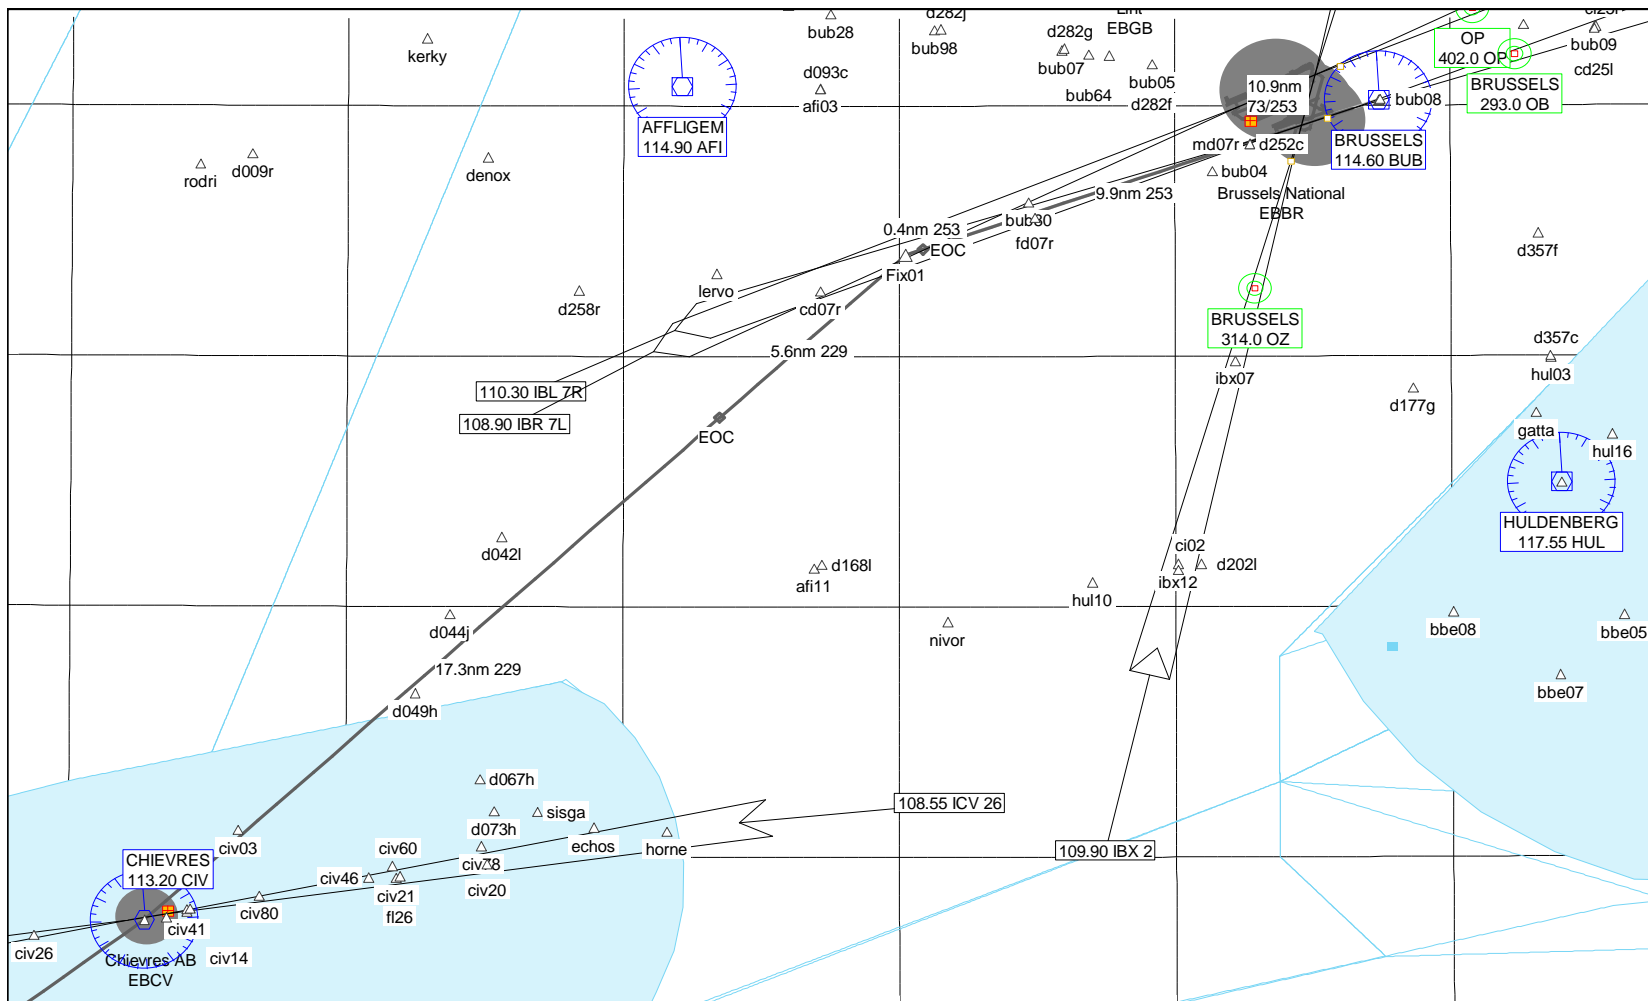 d282j
EBGB
bub28
bub98
d282g
bub07
bub05
bub64
d282f
kerky
d093c
afi03
OP
402.0 OP
bub09
cd25l
BRUSSELS
293.0 OB
10.9nm
73/253
bub08
AFFLIGEM
114.90 AFI
BRUSSELS
114.60 BUB
md07r
d252c
rodri
d009r
denox
bub04
Brussels National
EBBR
9.9nm 253
bub30
fd07r
0.4nm 253
EOC
Fix01
d357f
lervo
d258r
cd07r
BRUSSELS
314.0 OZ
5.6nm 229
d357c
hul03
ibx07
110.30 IBL 7R
108.90 IBR 7L
d177g
EOC
gatta
hul16
HULDENBERG
117.55 HUL
d042l
ci02
d202l
ibx12
d168l
afi11
hul10
d044j
nivor
bbe08
bbe05
17.3nm 229
bbe07
d049h
d067h
108.55 ICV 26
sisga
d073h
echos
horne
civ03
civ60
109.90 IBX 2
CHIEVRES
113.20 CIV
civ46
civ21
fl26
civ20
civ80
civ41
civ26
civ14
Chievres AB
EBCV